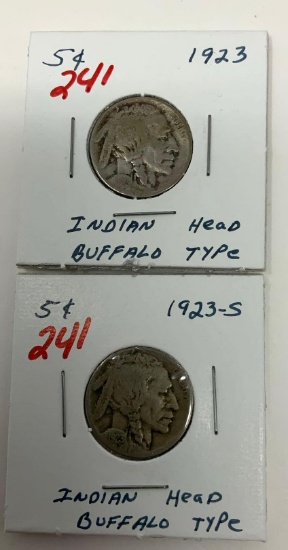 5¢ 1923
241
INDIAN HeaD
BUFFALO TYPe
5¢ 1923-S
241
INDIAN HeaD
BUFFALO TYPe